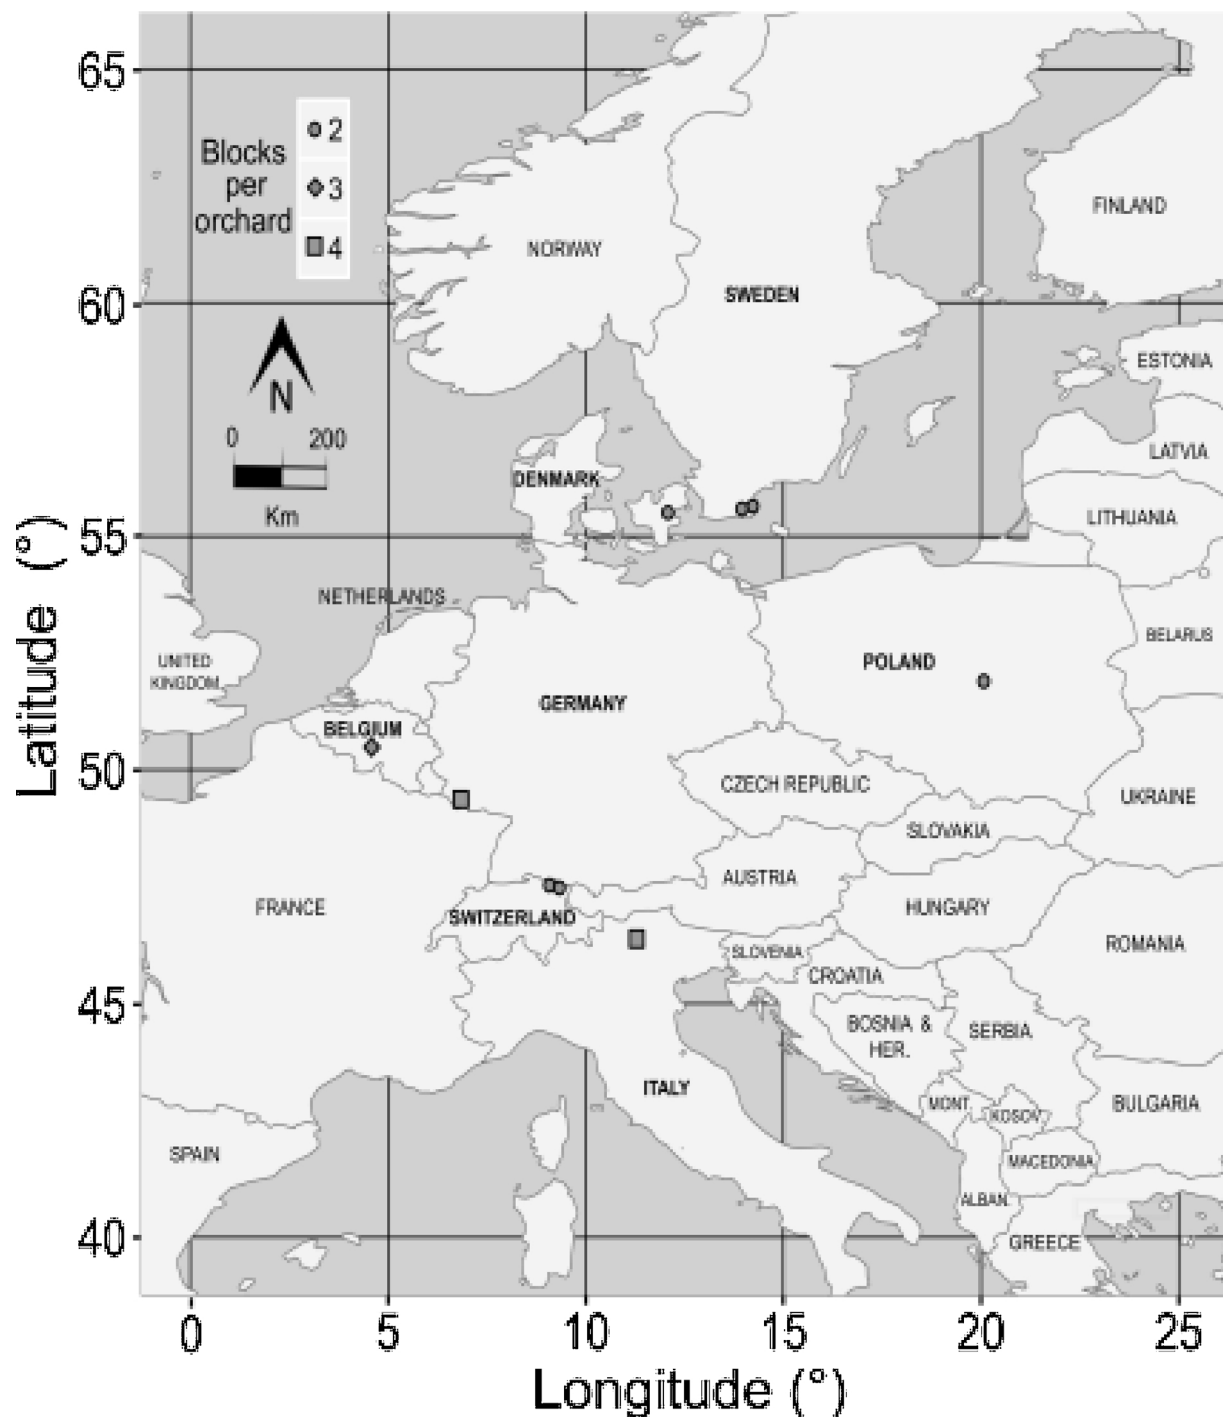 65
2
Blocks
per
orchard
3
4
FINLAND
NORWAY
SWEDEN
60
N
ESTONIA
0 200
Km
LATVIA
DENMARK
LITHUANIA
55
NETHERLANDS
BELARUS
UNITED
KINGDOM
POLAND
GERMANY
BELGIUM
50
CZECH REPUBLIC
UKRAINE
SLOVAKIA
AUSTRIA
FRANCE
HUNGARY
SWITZERLAND
ROMANIA
SLOVENIA
CROATIA
45
BOSNIA &
HER.
SERBIA
ITALY
MONT.
KOSOV.
BULGARIA
SPAIN
MACEDONIA
ALBAN.
40
GREECE
0 5 10 15 20 25
Longitude (°)
Latitude (°)